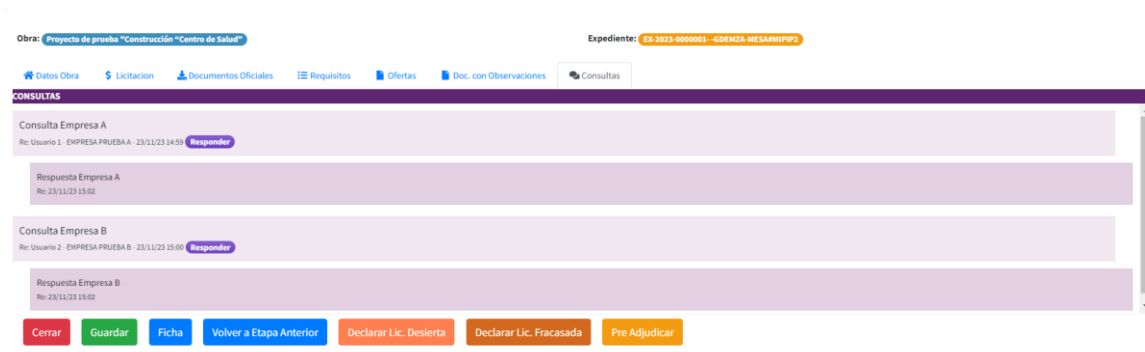 Obra: Proyecto de prueba "Construcción "Centro de Salud" Expediente: EX-2023-0000001- -GDEMZA-MESA#MIPIP2
Datos Obra Licitacion Documentos Oficiales Requisitos Ofertas Doc. con Observaciones Consultas
CONSULTAS
Consulta Empresa A
Re: Usuario 1 - EMPRESA PRUEBA A - 23/11/23 14:59 Responder
Respuesta Empresa A
Re: 23/11/23 15:02
Consulta Empresa B
Re: Usuario 2 - EMPRESA PRUEBA B - 23/11/23 15:00 Responder
Respuesta Empresa B
Re: 23/11/23 15:02
Cerrar Guardar Ficha Volver a Etapa Anterior Declarar Lic. Desierta Declarar Lic. Fracasada Pre Adjudicar